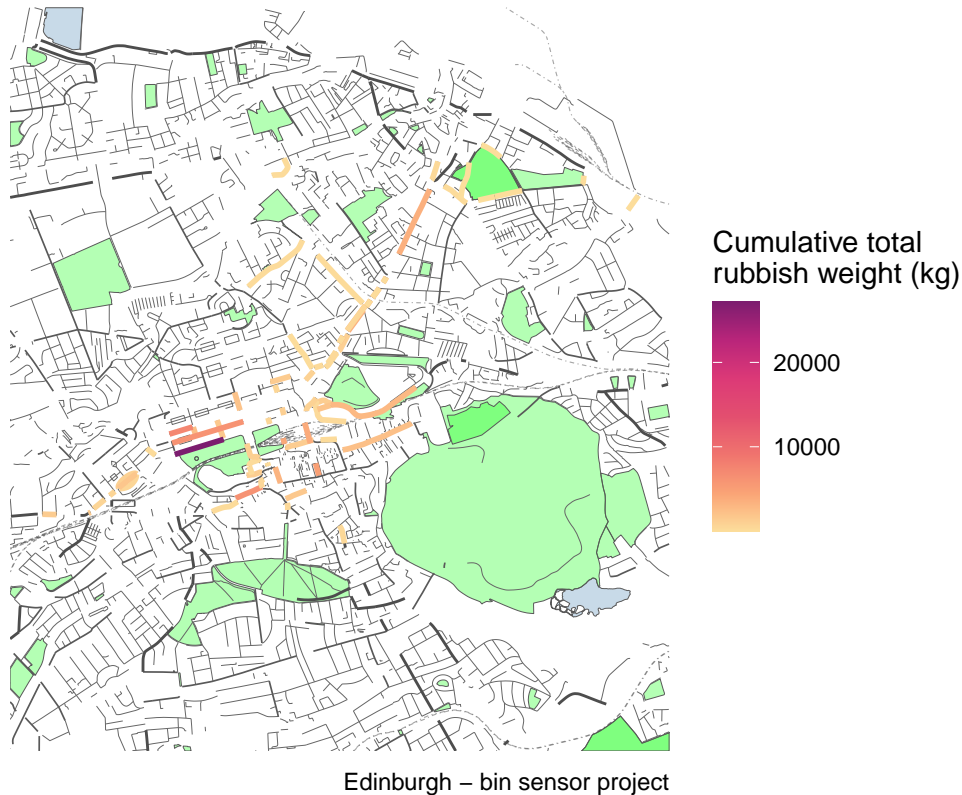 Cumulative total
rubbish weight (kg)
20000
10000
Edinburgh – bin sensor project